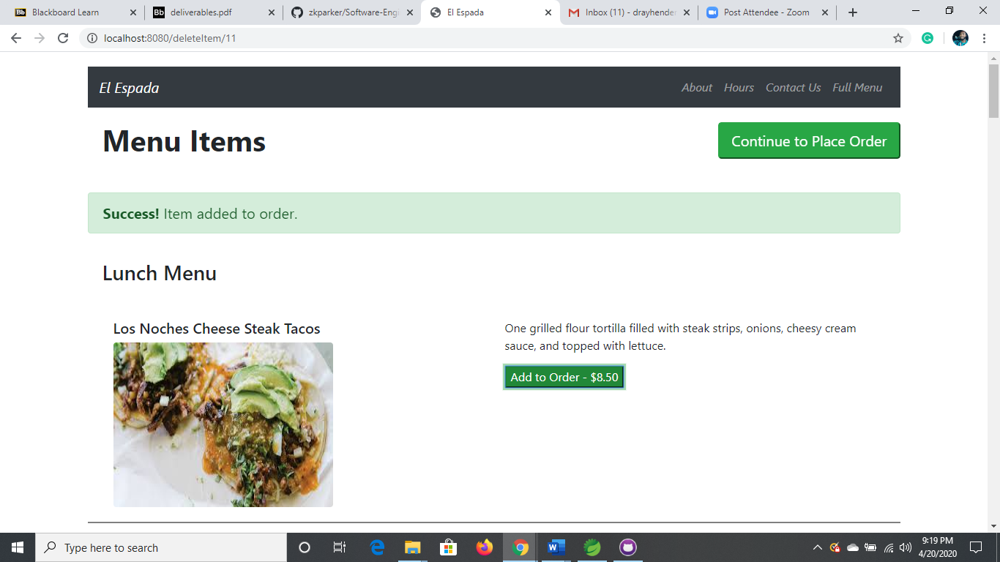 Blackboard Learn
deliverables.pdf
zkparker/Software-Engi
El Espada
Inbox (11) - drayhender
Post Attendee - Zoom
localhost:8080/deleteItem/11
El Espada
About Hours Contact Us Full Menu
Menu Items
Continue to Place Order
Success! Item added to order.
Lunch Menu
Los Noches Cheese Steak Tacos
One grilled flour tortilla filled with steak strips, onions, cheesy cream
sauce, and topped with lettuce.
Add to Order - $8.50
Type here to search
9:19 PM
4/20/2020